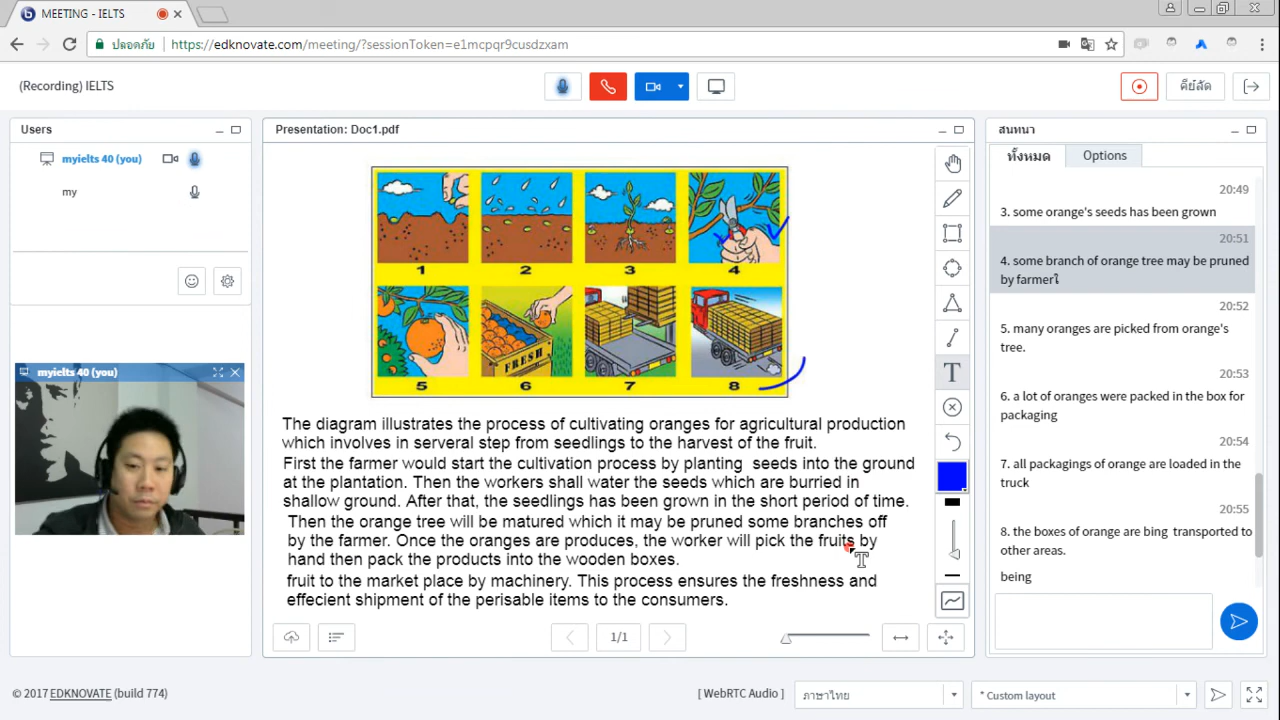 MEETING - IELTS
ปลอดภัย
https://edknovate.com/meeting/?sessionToken=e1mcpqr9cusdzxam
(Recording) IELTS
คีย์ลัด
Users
myielts 40 (you)
my
myielts 40 (you)
Presentation: Doc1.pdf
1 2 3 4
FRESH
5 6 7 8
The diagram illustrates the process of cultivating oranges for agricultural production
which involves in serveral step from seedlings to the harvest of the fruit.
First the farmer would start the cultivation process by planting seeds into the ground
at the plantation. Then the workers shall water the seeds which are burried in
shallow ground. After that, the seedlings has been grown in the short period of time.
Then the orange tree will be matured which it may be pruned some branches off
by the farmer. Once the oranges are produces, the worker will pick the fruits by
hand then pack the products into the wooden boxes.
fruit to the market place by machinery. This process ensures the freshness and
effecient shipment of the perisable items to the consumers.
T
1/1
สนทนา
ทั้งหมด
Options
20:49
3. some orange's seeds has been grown
20:51
4. some branch of orange tree may be pruned
by farmerใ
20:52
5. many oranges are picked from orange's
tree.
20:53
6. a lot of oranges were packed in the box for
packaging
20:54
7. all packagings of orange are loaded in the
truck
20:55
8. the boxes of orange are bing transported to
other areas.
being
© 2017 EDKNOVATE (build 774)
[ WebRTC Audio ]
ภาษาไทย
* Custom layout